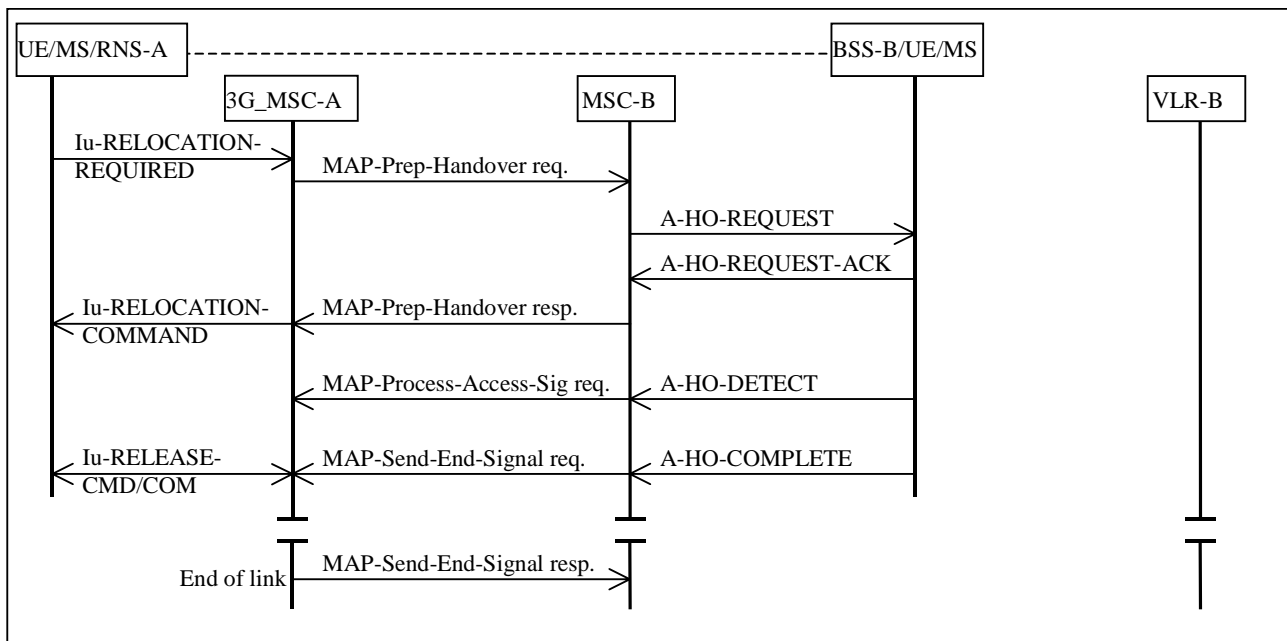 UE/MS/RNS-A
BSS-B/UE/MS
3G_MSC-A
MSC-B
VLR-B
Iu-RELOCATION-
REQUIRED
MAP-Prep-Handover req.
A-HO-REQUEST
A-HO-REQUEST-ACK
Iu-RELOCATION-
COMMAND
MAP-Prep-Handover resp.
MAP-Process-Access-Sig req.
A-HO-DETECT
Iu-RELEASE-
CMD/COM
MAP-Send-End-Signal req.
A-HO-COMPLETE
MAP-Send-End-Signal resp.
End of link